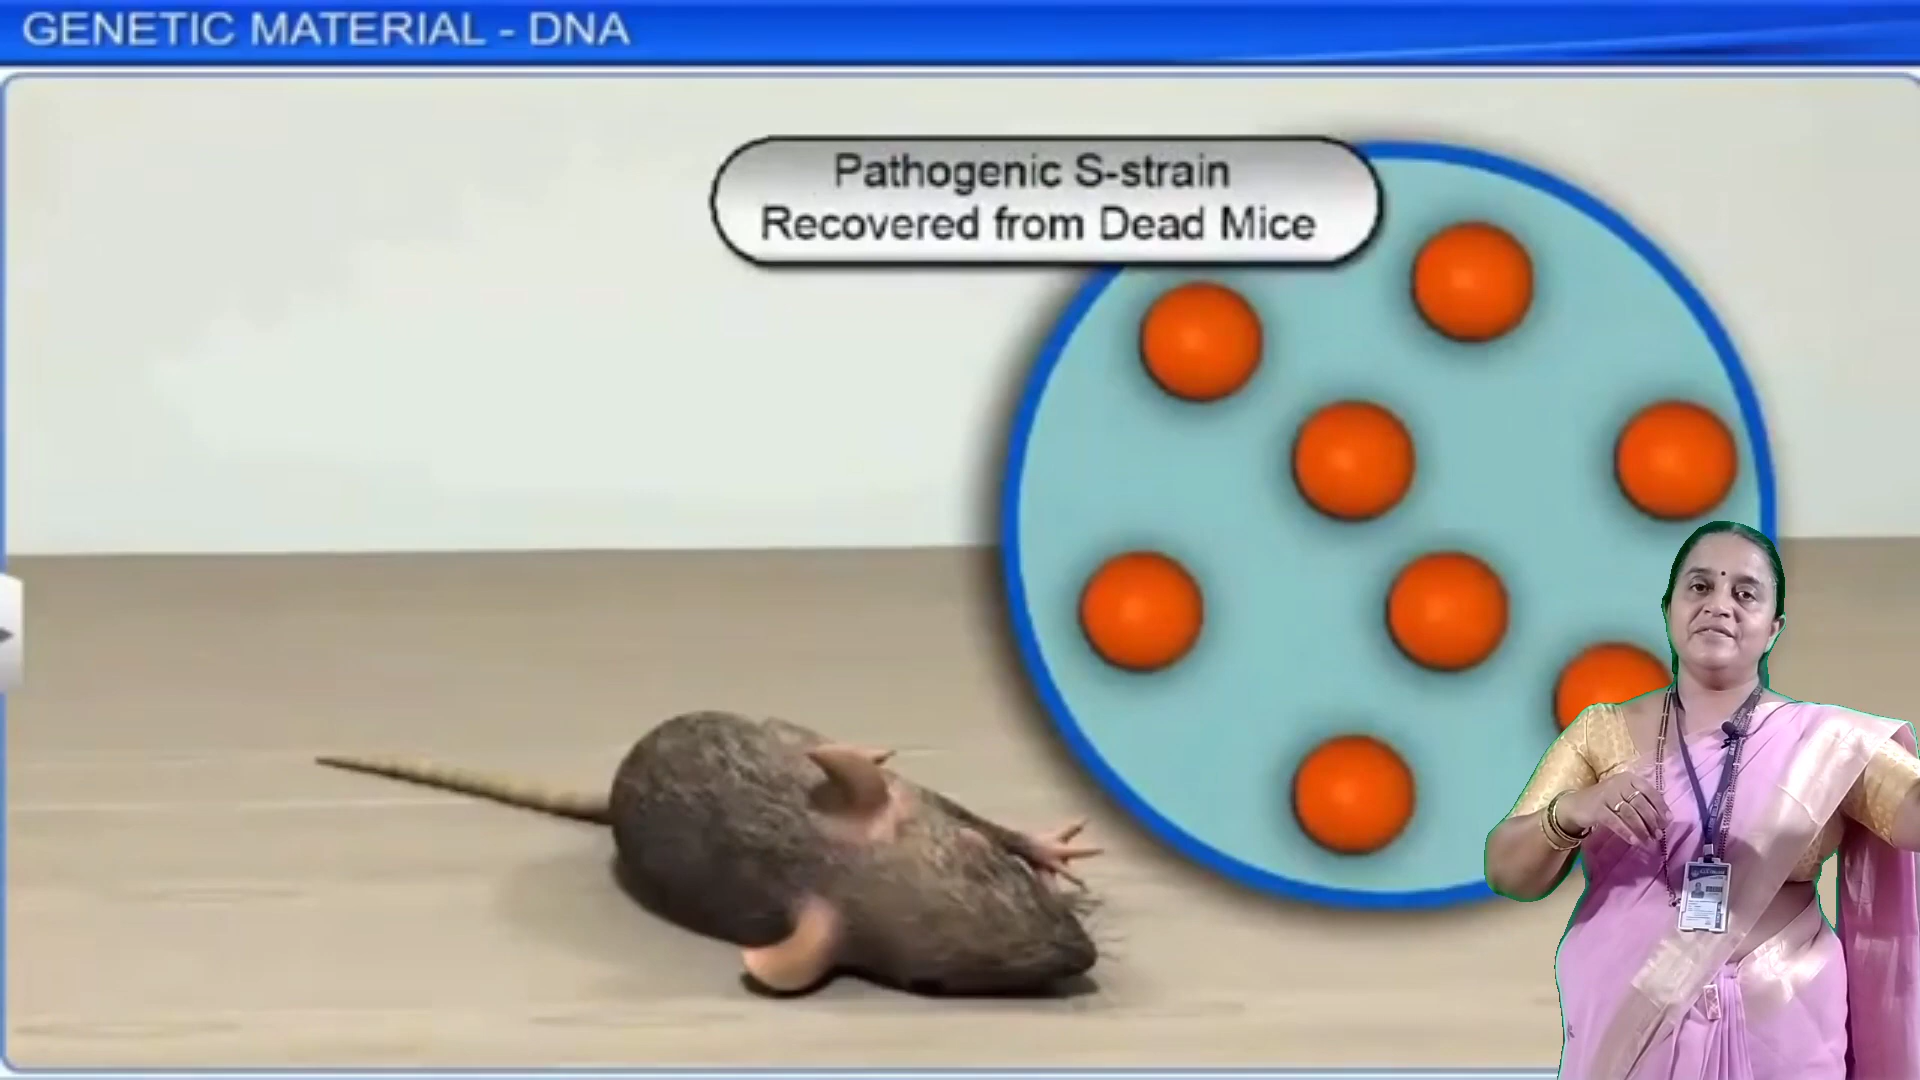 GENETIC MATERIAL - DNA
Pathogenic S-strain
Recovered from Dead Mice